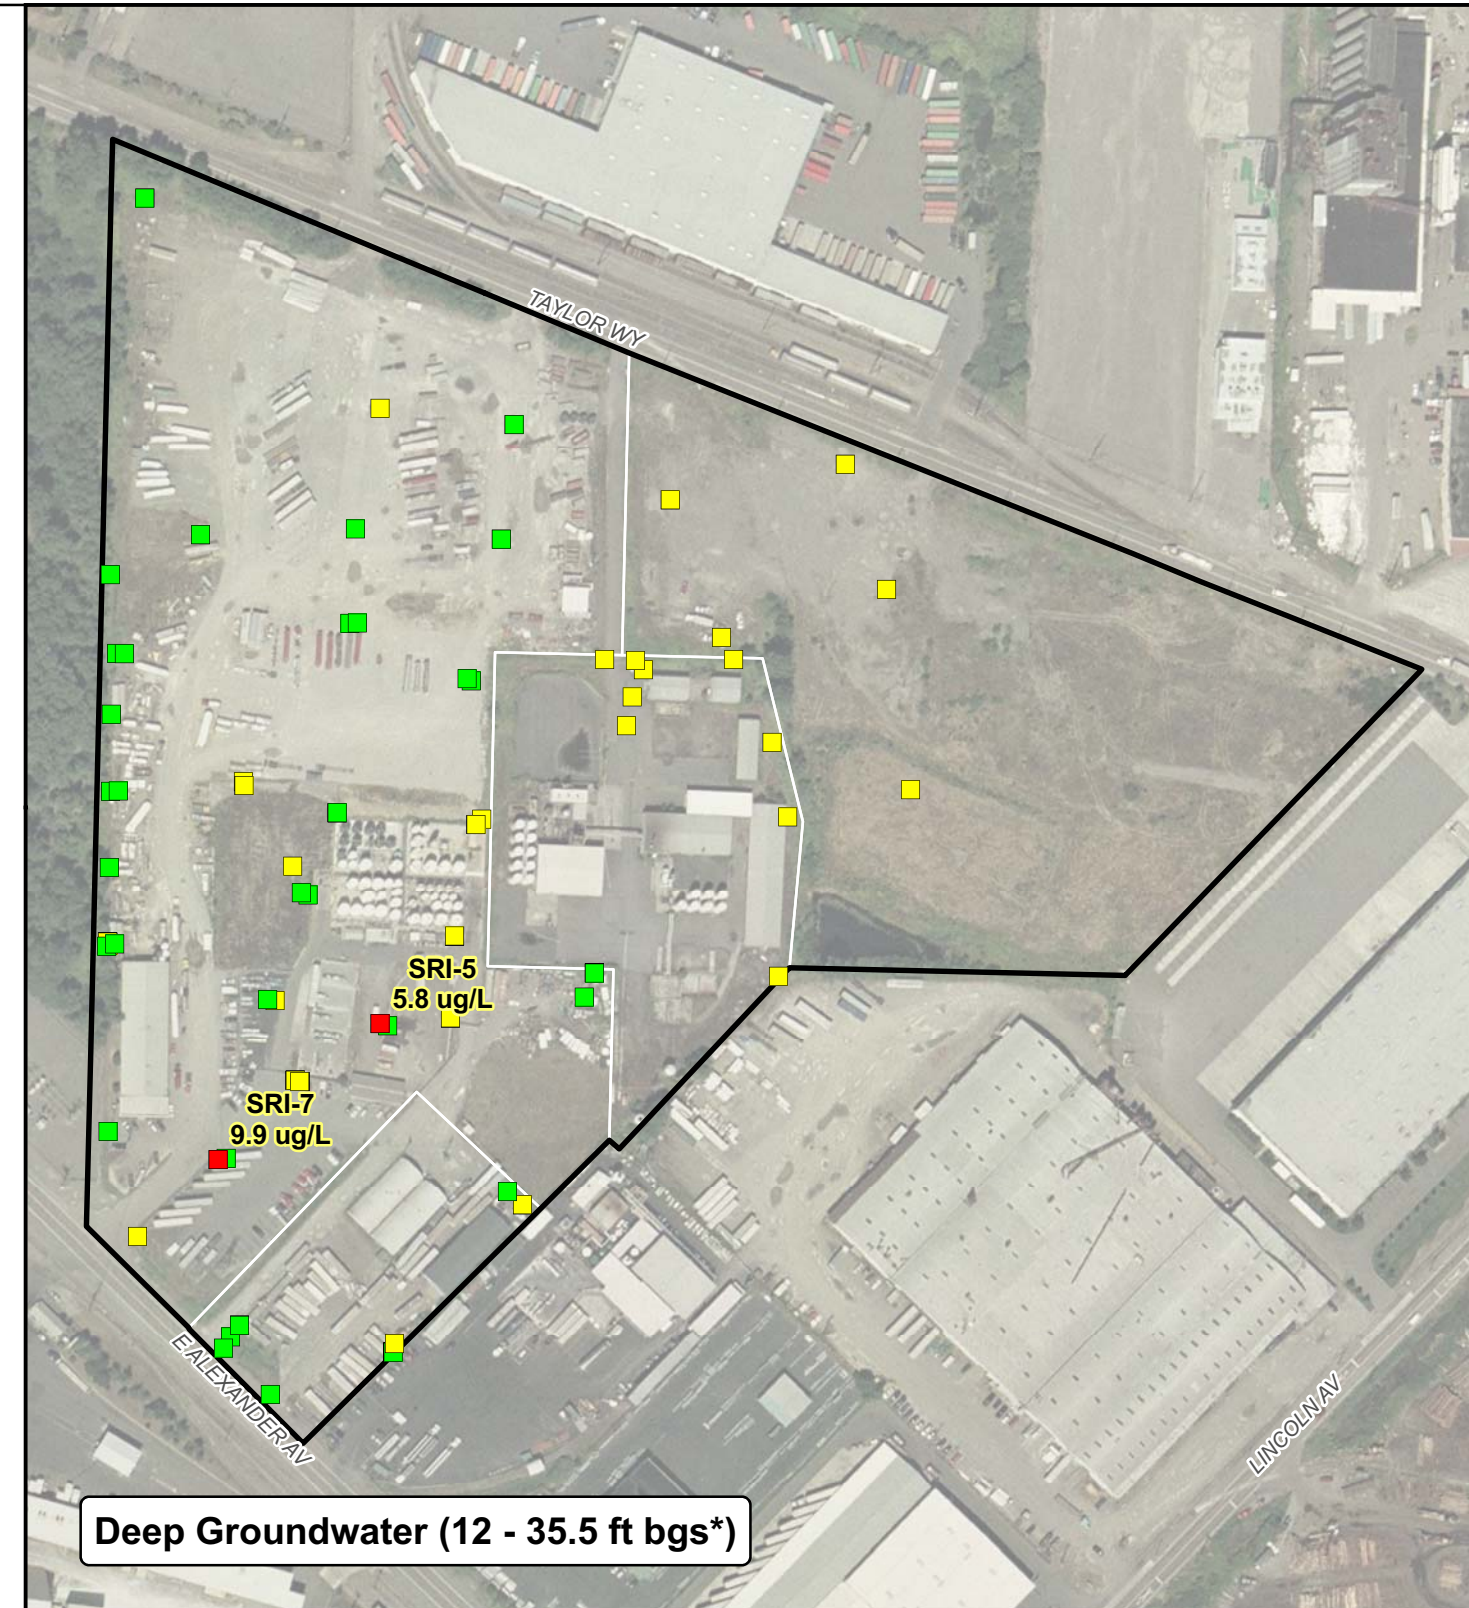 TAYLOR WY
SRI-5
5.8 ug/L
SRI-7
9.9 ug/L
E ALEXANDER AV
LINCOLN AV
Deep Groundwater (12 - 35.5 ft bgs*)